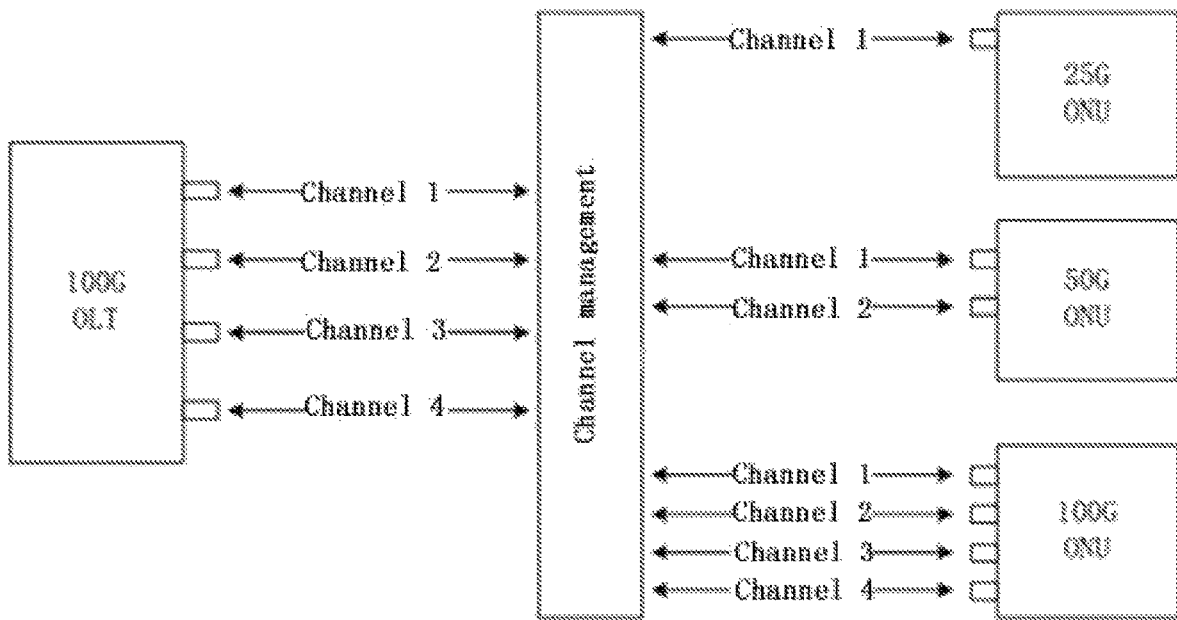 100G
OLT
Channel 1
Channel 2
Channel 3
Channel 4
Channel management
Channel 1
25G
ONU
Channel 1
Channel 2
50G
ONU
Channel 1
Channel 2
Channel 3
Channel 4
100G
ONU